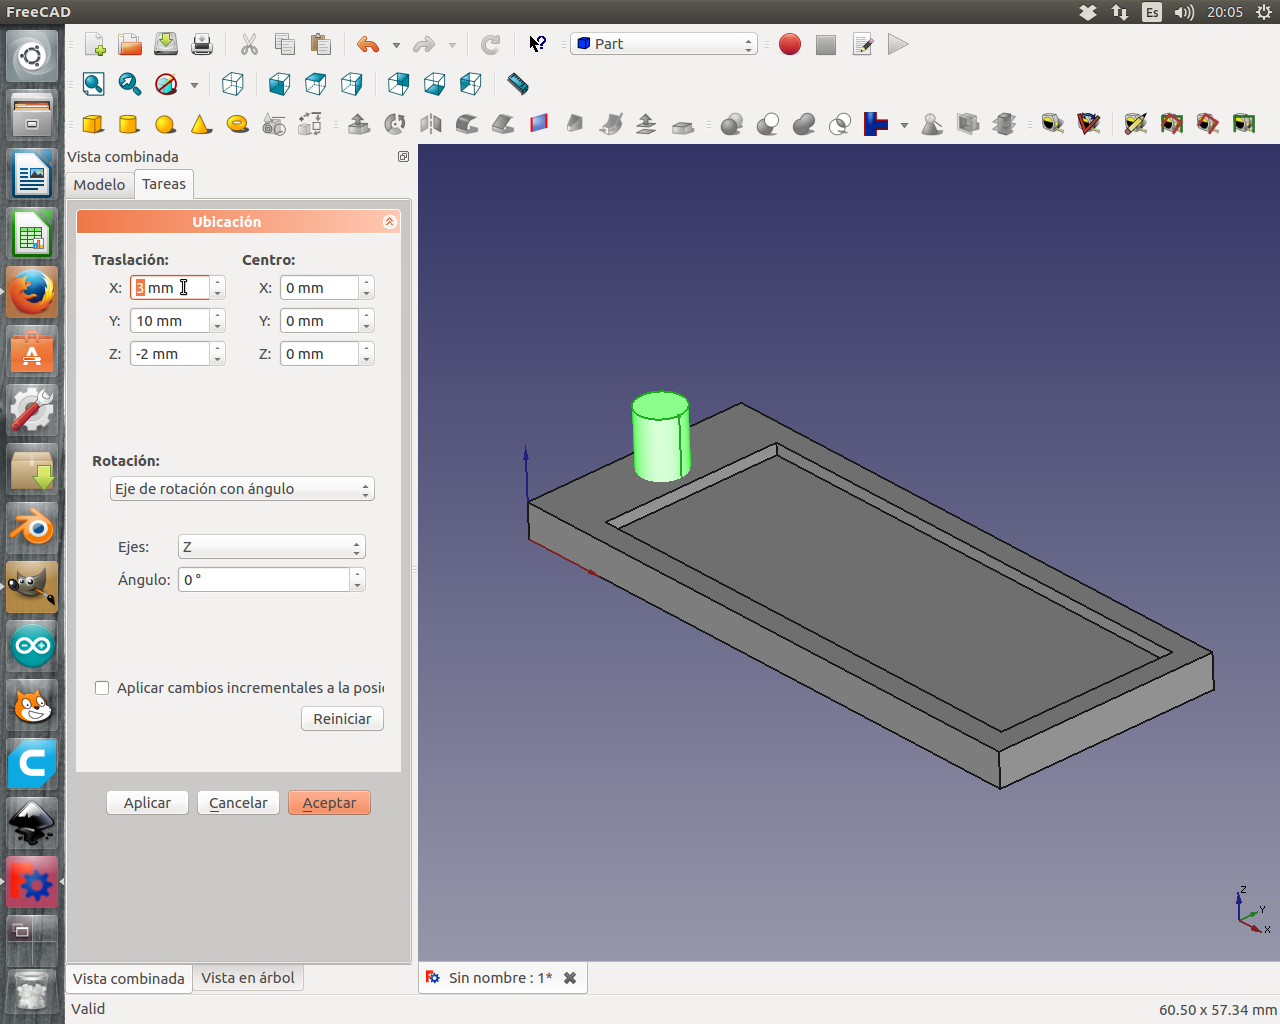 FreeCAD
Es
20:05
Part
Vista combinada
Modelo
Tareas
Ubicación
Traslación:
Centro:
X: 3 mm
X: 0 mm
Y: 10 mm
Y: 0 mm
Z: -2 mm
Z: 0 mm
Rotación:
Eje de rotación con ángulo
Ejes: Z
Ángulo: 0 °
Aplicar cambios incrementales a la posi
Reiniciar
Aplicar
Cancelar
Aceptar
Z
Y
X
Vista combinada
Vista en árbol
Sin nombre : 1*
Valid
60.50 x 57.34 mm